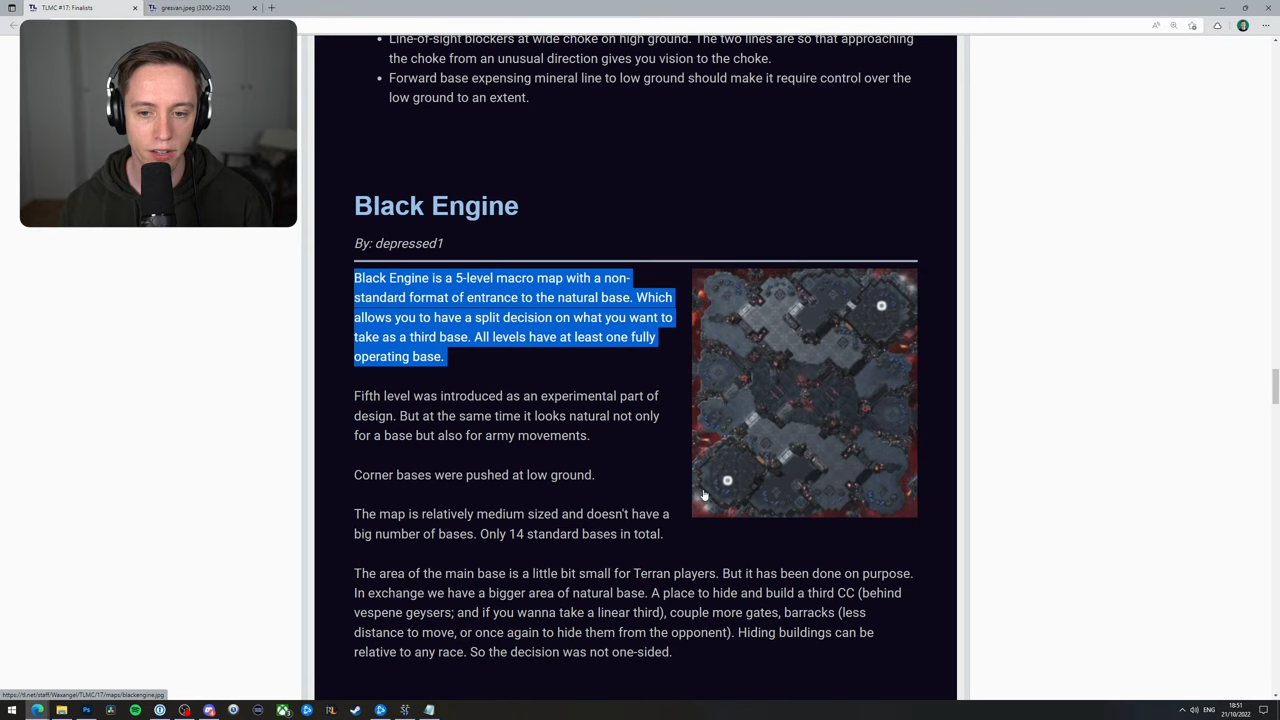 TLMC #17: Finalists
gresvan.jpeg (3200×2320)
Line-of-sight blockers at wide choke on high ground. The two lines are so that approaching
the choke from an unusual direction gives you vision to the choke.
Forward base expensing mineral line to low ground should make it require control over the
low ground to an extent.
Black Engine
By: depressed1
Black Engine is a 5-level macro map with a non-
standard format of entrance to the natural base. Which
allows you to have a split decision on what you want to
take as a third base. All levels have at least one fully
operating base.
Fifth level was introduced as an experimental part of
design. But at the same time it looks natural not only
for a base but also for army movements.
Corner bases were pushed at low ground.
The map is relatively medium sized and doesn't have a
big number of bases. Only 14 standard bases in total.
The area of the main base is a little bit small for Terran players. But it has been done on purpose.
In exchange we have a bigger area of natural base. A place to hide and build a third CC (behind
vespene geysers; and if you wanna take a linear third), couple more gates, barracks (less
distance to move, or once again to hide them from the opponent). Hiding buildings can be
relative to any race. So the decision was not one-sided.
https://tl.net/staff/Waxangel/TLMC/17/maps/blackengine.jpg
ENG
18:51
21/10/2022